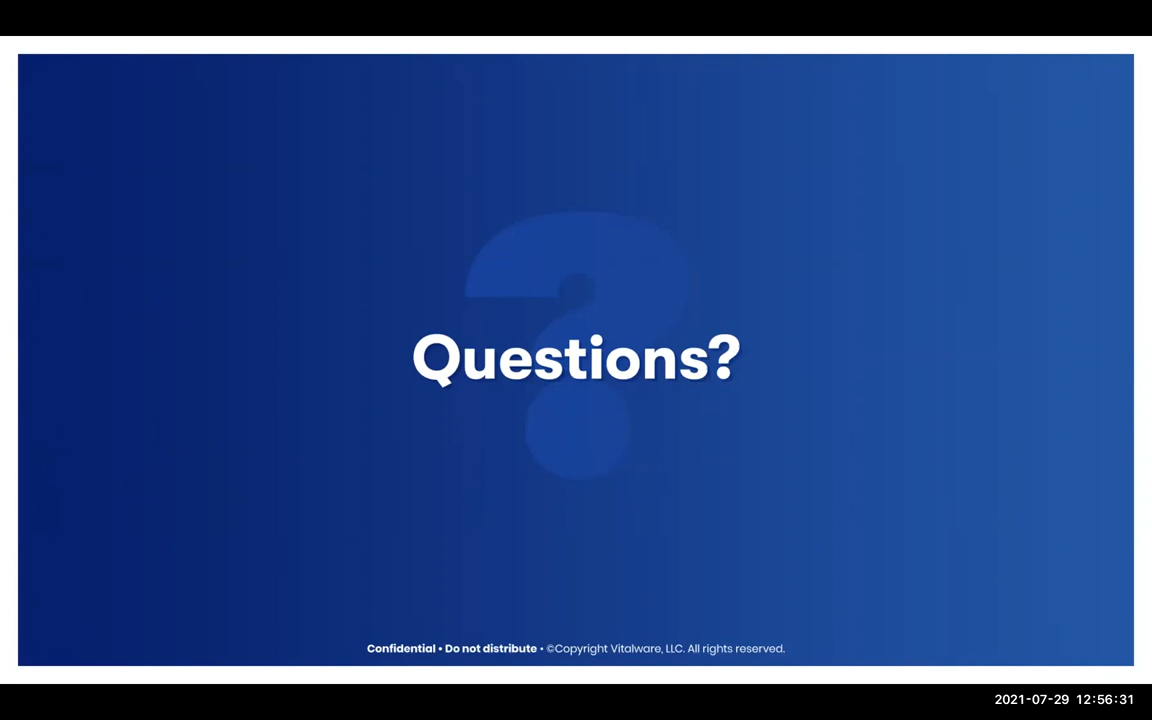 Questions?
Confidential • Do not distribute • ©Copyright Vitalware, LLC. All rights reserved.
2021-07-29 12:56:31